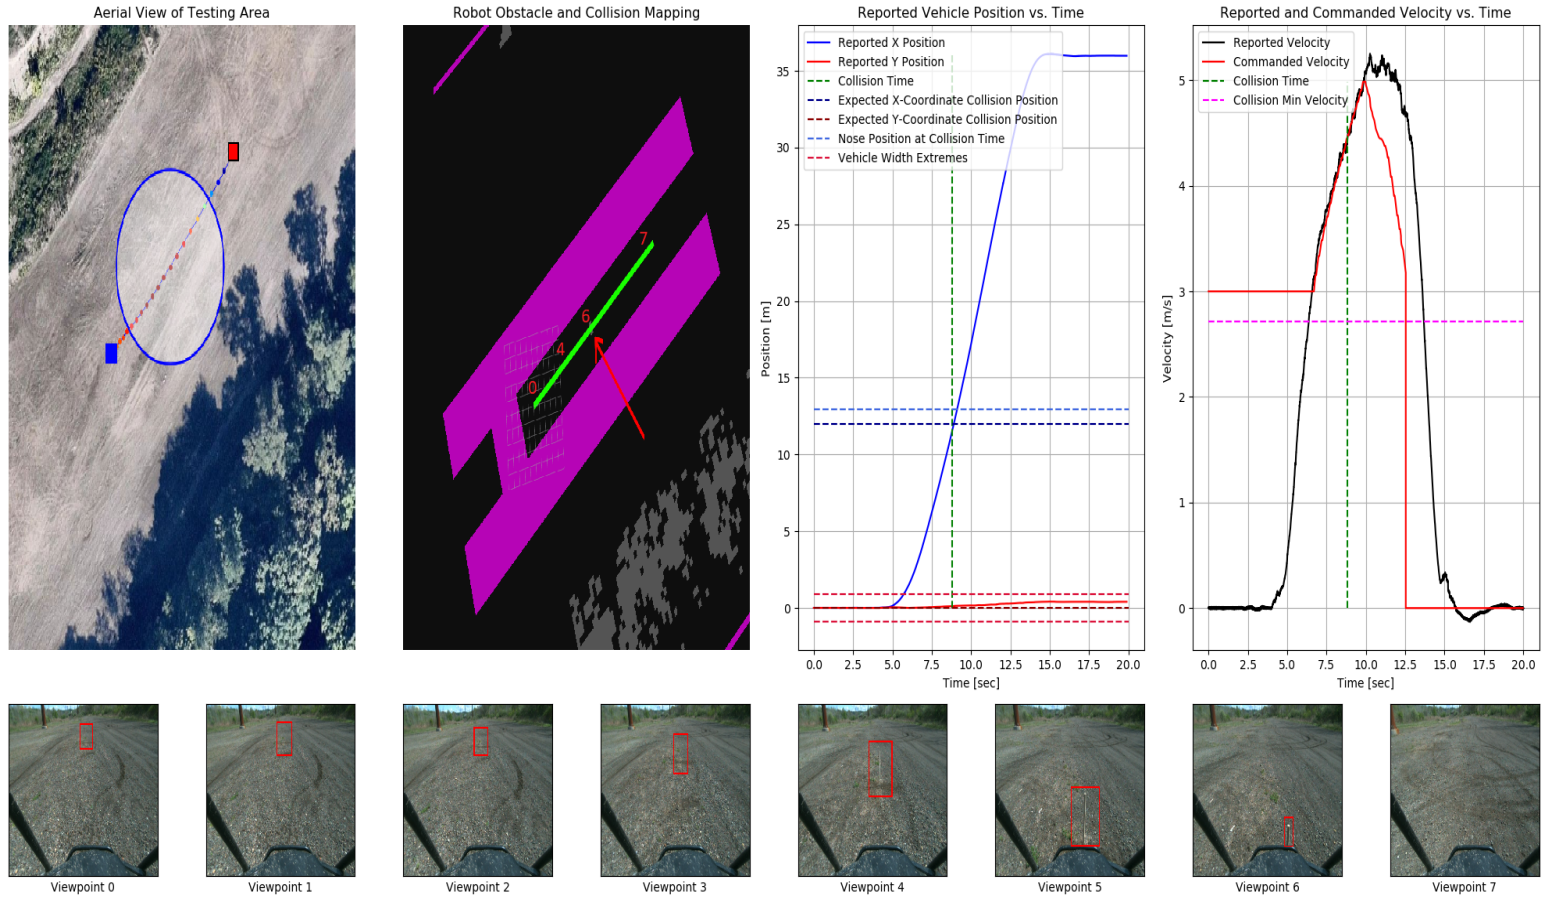 Aerial View of Testing Area
Robot Obstacle and Collision Mapping
7
6
4
0
Reported Vehicle Position vs. Time
Reported X Position
Reported Y Position
Collision Time
Expected X-Coordinate Collision Position
Expected Y-Coordinate Collision Position
Nose Position at Collision Time
Vehicle Width Extremes
Position [m]
35
30
25
20
15
10
5
0
0.0 2.5 5.0 7.5 10.0 12.5 15.0 17.5 20.0
Time [sec]
Reported and Commanded Velocity vs. Time
Reported Velocity
Commanded Velocity
Collision Time
Collision Min Velocity
Velocity [m/s]
5
4
3
2
1
0
0.0 2.5 5.0 7.5 10.0 12.5 15.0 17.5 20.0
Time [sec]
Viewpoint 0
Viewpoint 1
Viewpoint 2
Viewpoint 3
Viewpoint 4
Viewpoint 5
Viewpoint 6
Viewpoint 7